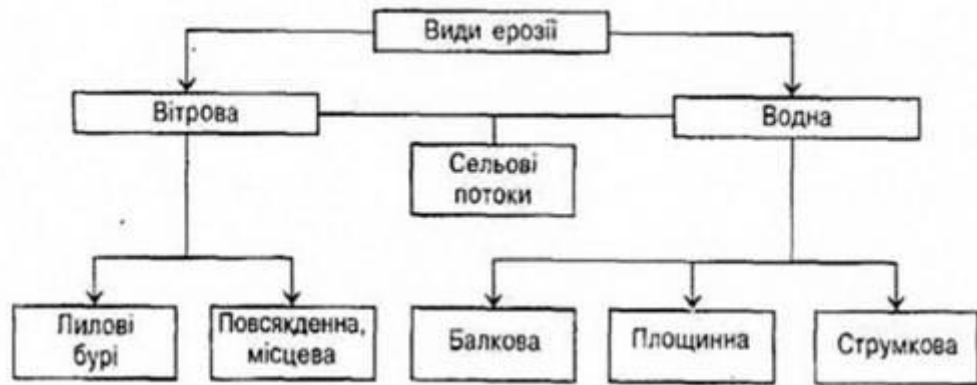 Види ерозії
Вітрова
Водна
Сельові
потоки
Пилові
бурі
Повсякденна,
місцева
Балкова
Площинна
Струмкова